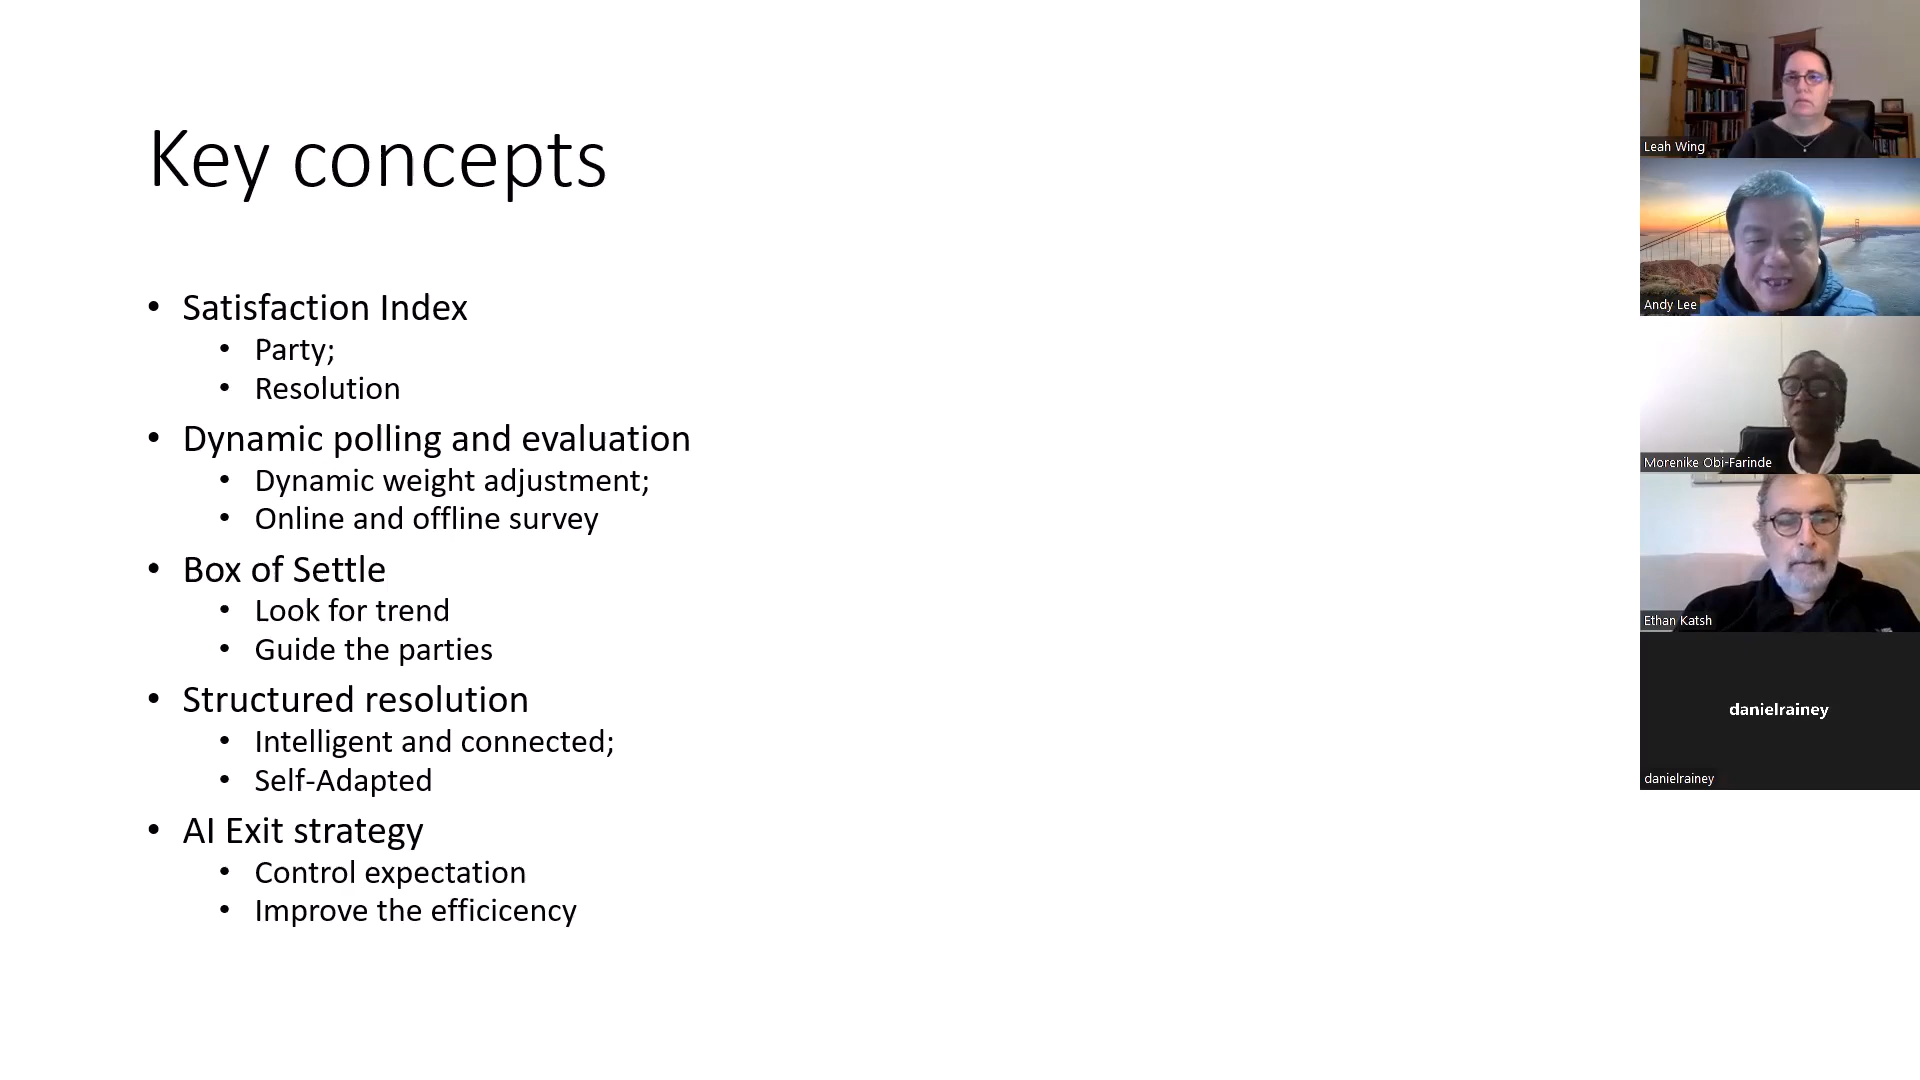 Key concepts
• Satisfaction Index
• Party;
• Resolution
• Dynamic polling and evaluation
• Dynamic weight adjustment;
• Online and offline survey
• Box of Settle
• Look for trend
• Guide the parties
• Structured resolution
• Intelligent and connected;
• Self-Adapted
• AI Exit strategy
• Control expectation
• Improve the efficicency
Leah Wing
Andy Lee
Morenike Obi-Farinde
Ethan Katsh
danielrainey
danielrainey